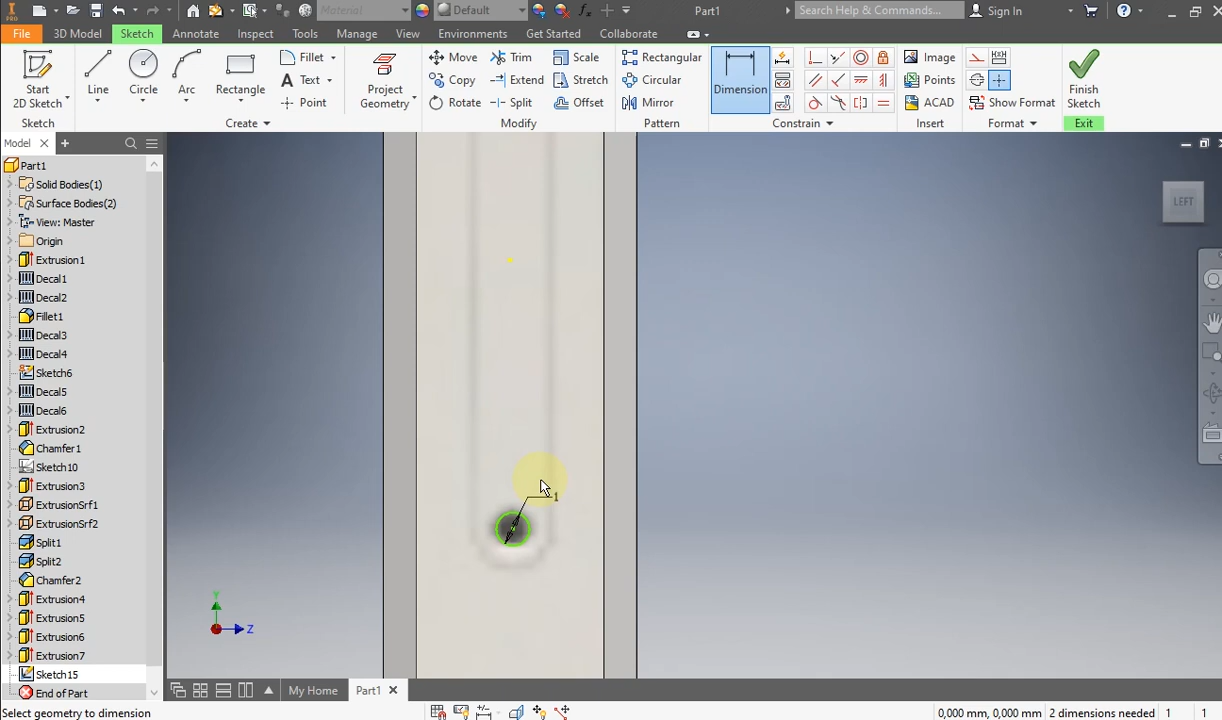 PRO
Material
Default
Part1
Search Help & Commands...
Sign In
File
3D Model
Sketch
Annotate
Inspect
Tools
Manage
View
Environments
Get Started
Collaborate
Start
2D Sketch
Line
Circle
Arc
Rectangle
Fillet
Text
Point
Project
Geometry
Move
Copy
Rotate
Trim
Extend
Split
Scale
Stretch
Offset
Rectangular
Circular
Mirror
Dimension
Image
Points
ACAD
Show Format
Finish
Sketch
Sketch
Create
Modify
Pattern
Constrain
Insert
Format
Exit
Model
Part1
Solid Bodies(1)
Surface Bodies(2)
View: Master
Origin
Extrusion1
Decal1
Decal2
Fillet1
Decal3
Decal4
Sketch6
Decal5
Decal6
Extrusion2
Chamfer1
Sketch10
Extrusion3
ExtrusionSrf1
ExtrusionSrf2
Split1
Split2
Chamfer2
Extrusion4
Extrusion5
Extrusion6
Extrusion7
Sketch15
End of Part
LEFT
1
Y
Z
My Home
Part1
Select geometry to dimension
0,000 mm, 0,000 mm
2 dimensions needed
1
1